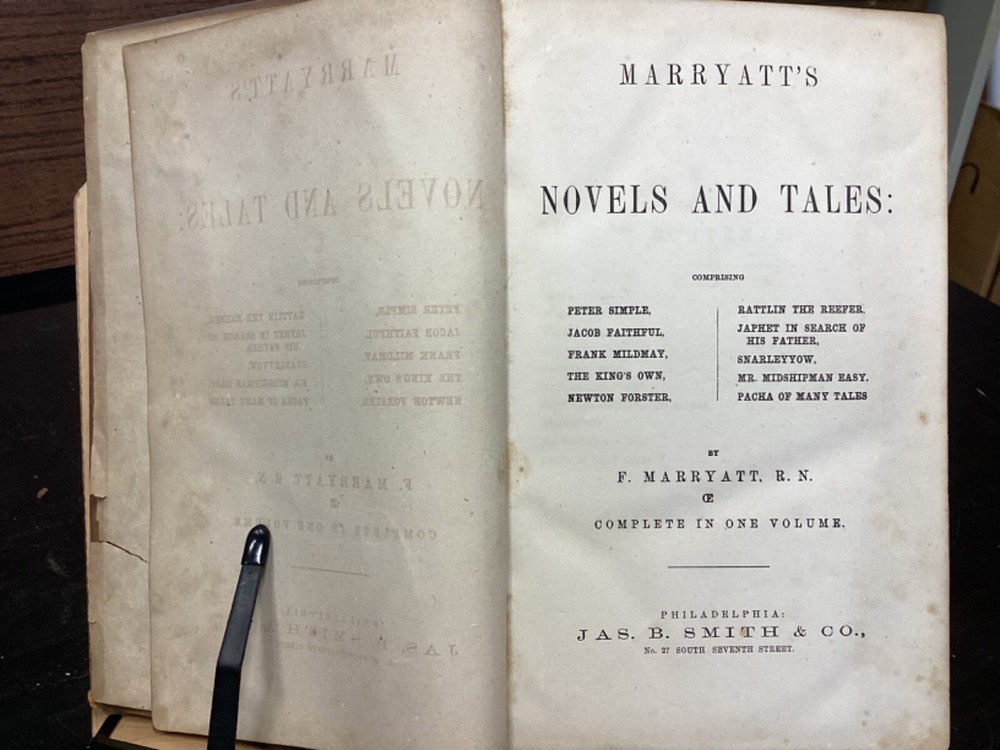 MARRYATT'S
NOVELS AND TALES:
COMPRISING
PETER SIMPLE,
JACOB FAITHFUL,
FRANK MILDMAY,
THE KING'S OWN,
NEWTON FORSTER,
RATTLIN THE REEFER,
JAPHET IN SEARCH OF
HIS FATHER,
SNARLEYYOW,
MR. MIDSHIPMAN EASY,
PACHA OF MANY TALES
BY
F. MARRYATT, R. N.
Œ
COMPLETE IN ONE VOLUME.
PHILADELPHIA:
JAS. B. SMITH & CO.,
No. 27 SOUTH SEVENTH STREET.